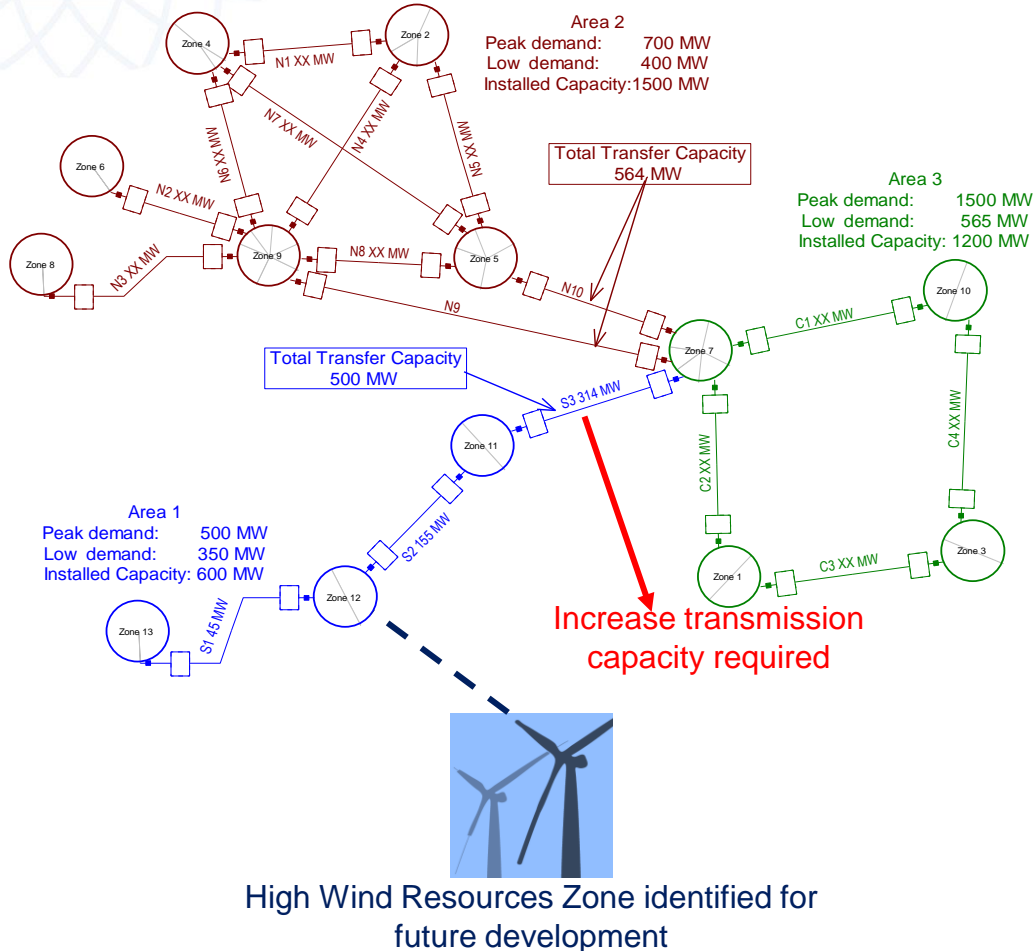 Area 2
Peak demand: 700 MW
Low demand: 400 MW
Installed Capacity:1500 MW
Zone 4
Zone 2
N1 XX MW
N7 XX MW
N4 XX MW
N5 XX MW
N6 XX MW
Total Transfer Capacity
564 MW
Zone 6
N2 XX MW
Area 3
Peak demand: 1500 MW
Low demand: 565 MW
Installed Capacity: 1200 MW
Zone 8
N3 XX MW
Zone 9
N8 XX MW
Zone 5
N10
N9
Zone 10
C1 XX MW
Zone 7
Total Transfer Capacity
500 MW
S3 314 MW
C4 XX MW
Zone 11
C2 XX MW
Area 1
Peak demand: 500 MW
Low demand: 350 MW
Installed Capacity: 600 MW
S2 155 MW
Zone 12
Zone 1
C3 XX MW
Zone 3
Zone 13
S1 45 MW
Increase transmission
capacity required
High Wind Resources Zone identified for
future development